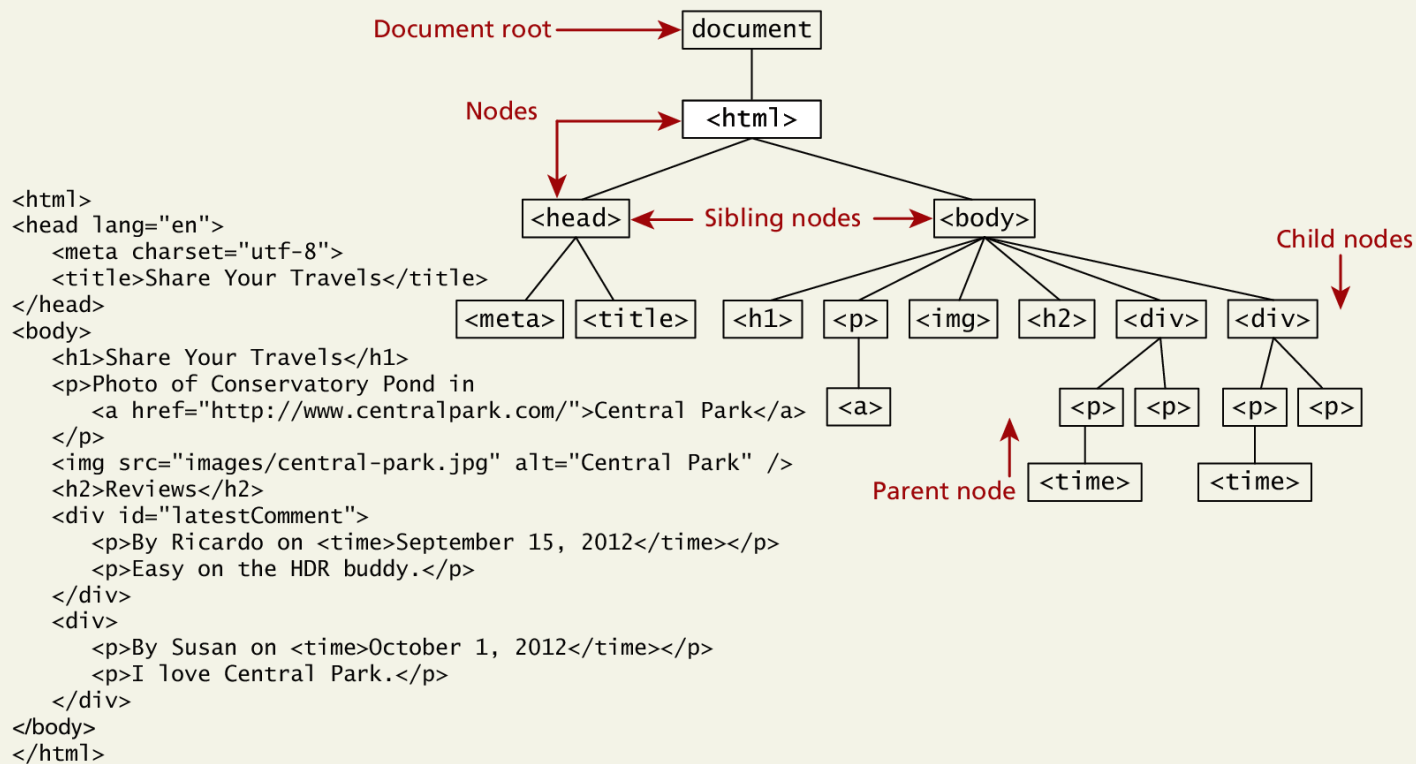 Document root
document
Nodes
<html>
<head>
Sibling nodes
<body>
Child nodes
<meta>
<title>
<h1>
<p>
<img>
<h2>
<div>
<div>
<a>
<p>
<p>
<p>
<p>
Parent node
<time>
<time>
<html>
<head lang="en">
   <meta charset="utf-8">
   <title>Share Your Travels</title>
</head>
<body>
   <h1>Share Your Travels</h1>
   <p>Photo of Conservatory Pond in
      <a href="http://www.centralpark.com/">Central Park</a>
   </p>
   <img src="images/central-park.jpg" alt="Central Park" />
   <h2>Reviews</h2>
   <div id="latestComment">
      <p>By Ricardo on <time>September 15, 2012</time></p>
      <p>Easy on the HDR buddy.</p>
   </div>
   <div>
      <p>By Susan on <time>October 1, 2012</time></p>
      <p>I love Central Park.</p>
   </div>
</body>
</html>